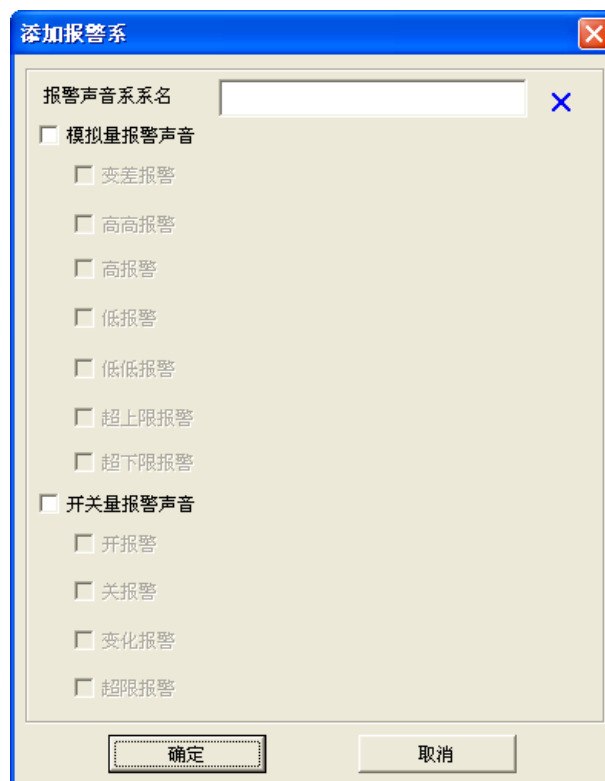 添加报警系
报警声音系系名
模拟量报警声音
变差报警
高高报警
高报警
低报警
低低报警
超上限报警
超下限报警
开关量报警声音
开报警
关报警
变化报警
超限报警
确定 取消